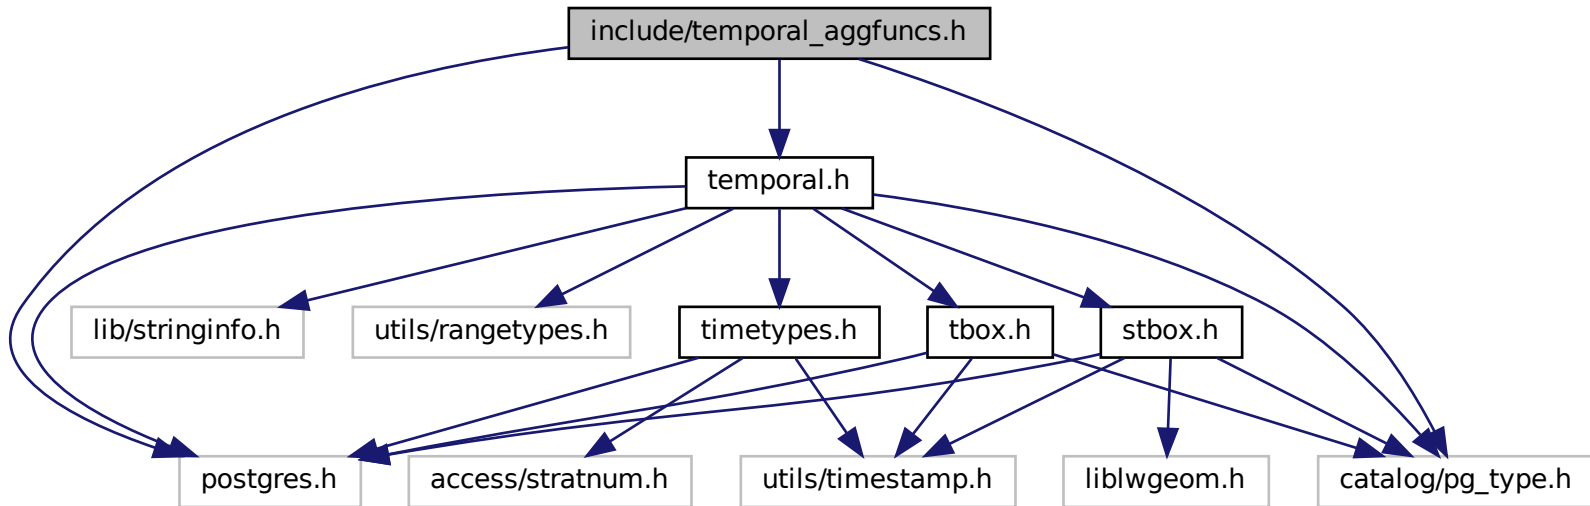 include/temporal_aggfuncs.h
temporal.h
lib/stringinfo.h
utils/rangetypes.h
timetypes.h
tbox.h
stbox.h
postgres.h
access/stratnum.h
utils/timestamp.h
liblwgeom.h
catalog/pg_type.h